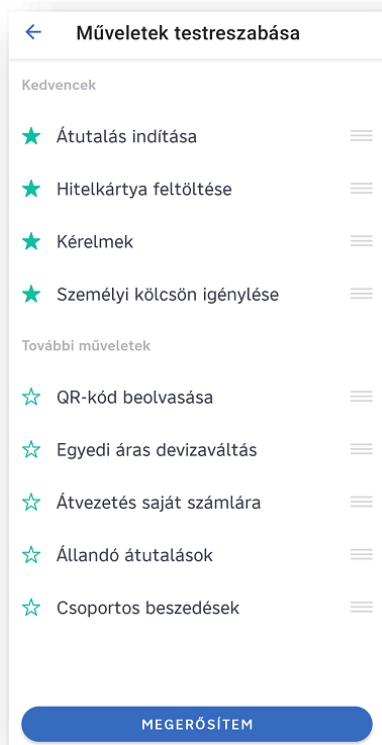 Műveletek testreszabása
Kedvencek
Átutalás indítása
Hitelkártya feltöltése
Kérelmek
Személyi kölcsön igénylése
További műveletek
QR-kód beolvasása
Egyedi áras devizaváltás
Átvezetés saját számlára
Állandó átutalások
Csoportos beszedések
MEGERŐSÍTEM